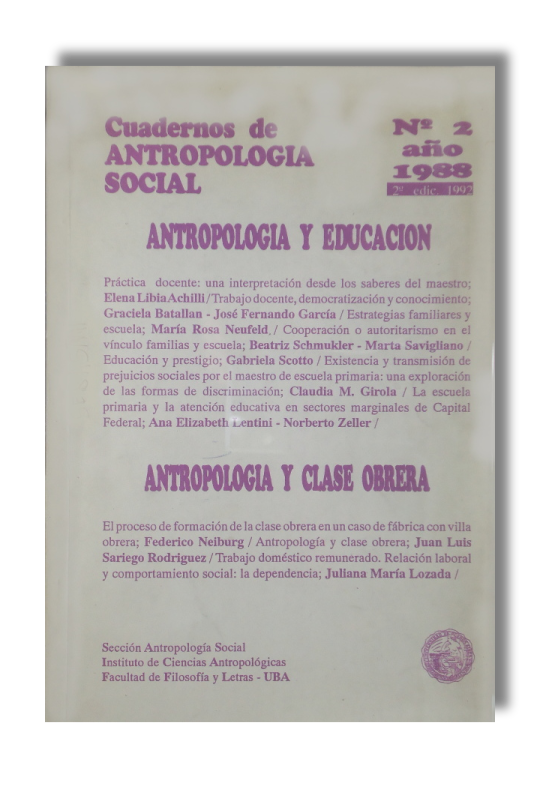 Cuadernos de
ANTROPOLOGIA
SOCIAL
Nº 2
año
1988
2º edic. 1992
ANTROPOLOGIA Y EDUCACION
Práctica docente: una interpretación desde los saberes del maestro;
Elena Libia Achilli / Trabajo docente, democratización y conocimiento;
Graciela Batallan - José Fernando García / Estrategias familiares y
escuela; María Rosa Neufeld, / Cooperación o autoritarismo en el
vínculo familias y escuela; Beatriz Schmukler - Marta Savigliano /
Educación y prestigio; Gabriela Scotto / Existencia y transmisión de
prejuicios sociales por el maestro de escuela primaria: una exploración
de las formas de discriminación; Claudia M. Girola / La escuela
primaria y la atención educativa en sectores marginales de Capital
Federal; Ana Elizabeth Lentini - Norberto Zeller /
ANTROPOLOGIA Y CLASE OBRERA
El proceso de formación de la clase obrera en un caso de fábrica con villa
obrera; Federico Neiburg / Antropología y clase obrera; Juan Luis
Sariego Rodriguez / Trabajo doméstico remunerado. Relación laboral
y comportamiento social: la dependencia; Juliana María Lozada /
Sección Antropología Social
Instituto de Ciencias Antropológicas
Facultad de Filosofía y Letras - UBA